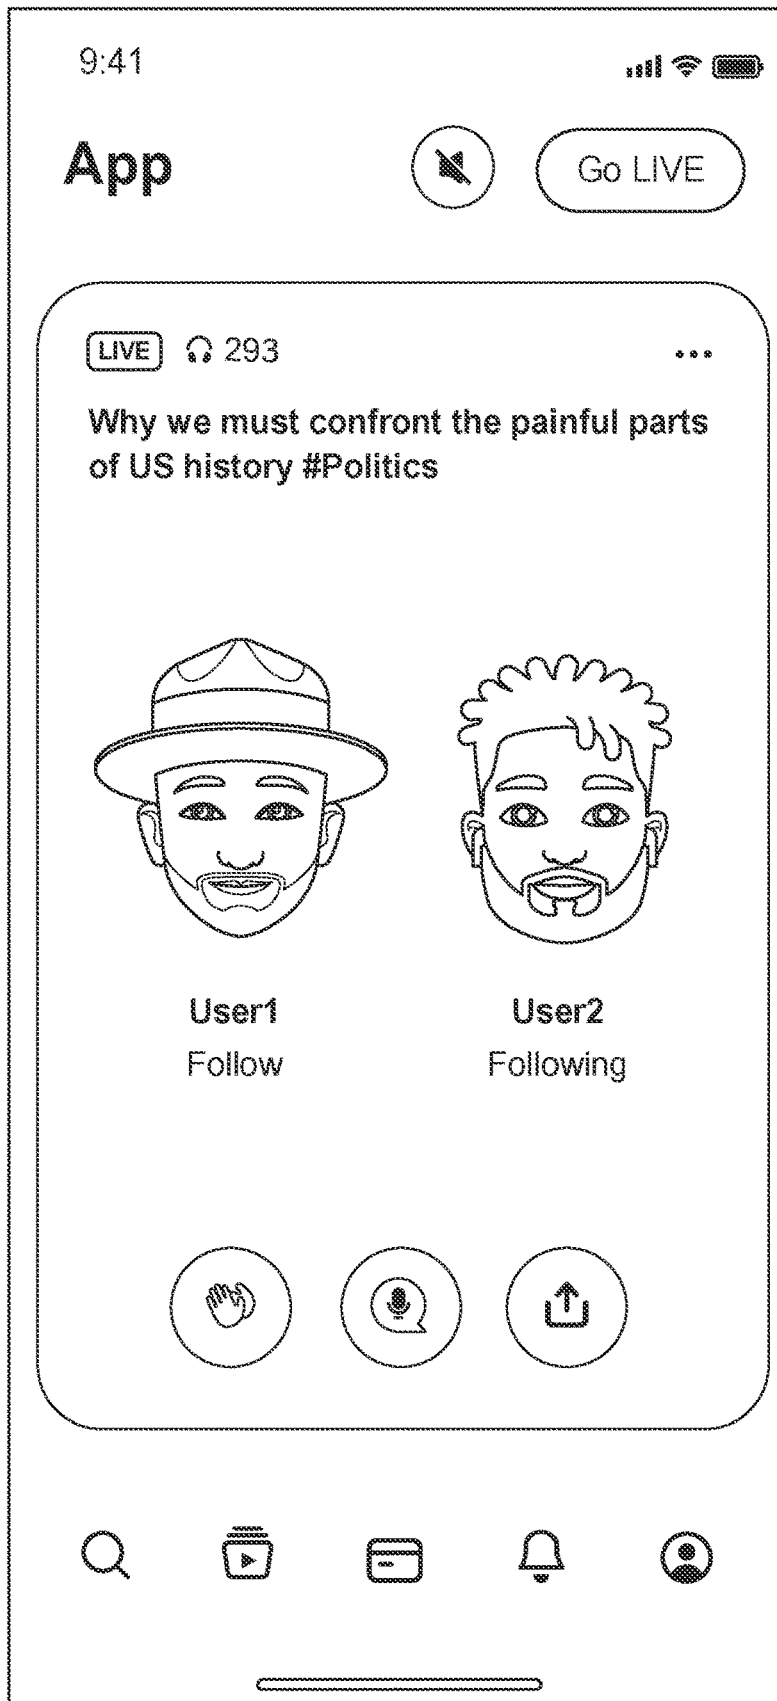 9:41
App
Go LIVE
LIVE 293
Why we must confront the painful parts
of US history #Politics
User1 User2
Follow Following